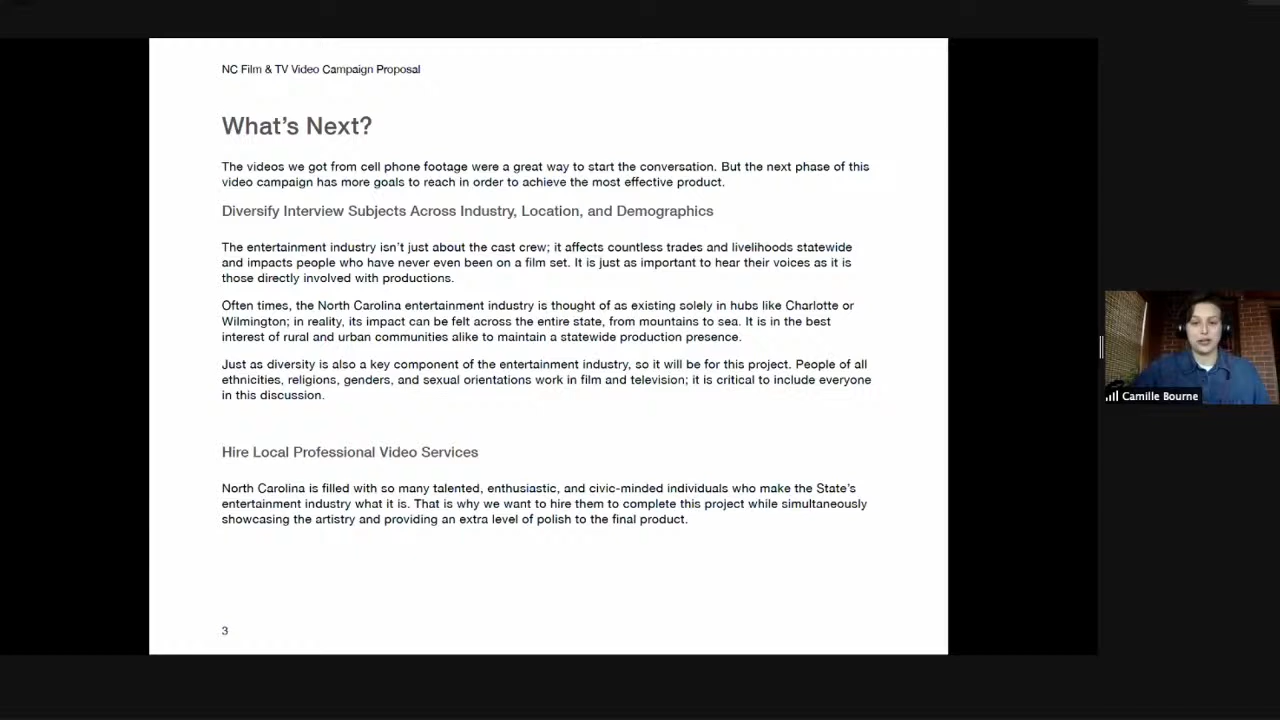 NC Film & TV Video Campaign Proposal
What's Next?
The videos we got from cell phone footage were a great way to start the conversation. But the next phase of this
video campaign has more goals to reach in order to achieve the most effective product.
Diversify Interview Subjects Across Industry, Location, and Demographics
The entertainment industry isn't just about the cast crew; it affects countless trades and livelihoods statewide
and impacts people who have never even been on a film set. It is just as important to hear their voices as it is
those directly involved with productions.
Often times, the North Carolina entertainment industry is thought of as existing solely in hubs like Charlotte or
Wilmington; in reality, its impact can be felt across the entire state, from mountains to sea. It is in the best
interest of rural and urban communities alike to maintain a statewide production presence.
Just as diversity is also a key component of the entertainment industry, so it will be for this project. People of all
ethnicities, religions, genders, and sexual orientations work in film and television; it is critical to include everyone
in this discussion.
Hire Local Professional Video Services
North Carolina is filled with so many talented, enthusiastic, and civic-minded individuals who make the State's
entertainment industry what it is. That is why we want to hire them to complete this project while simultaneously
showcasing the artistry and providing an extra level of polish to the final product.
3
Camille Bourne